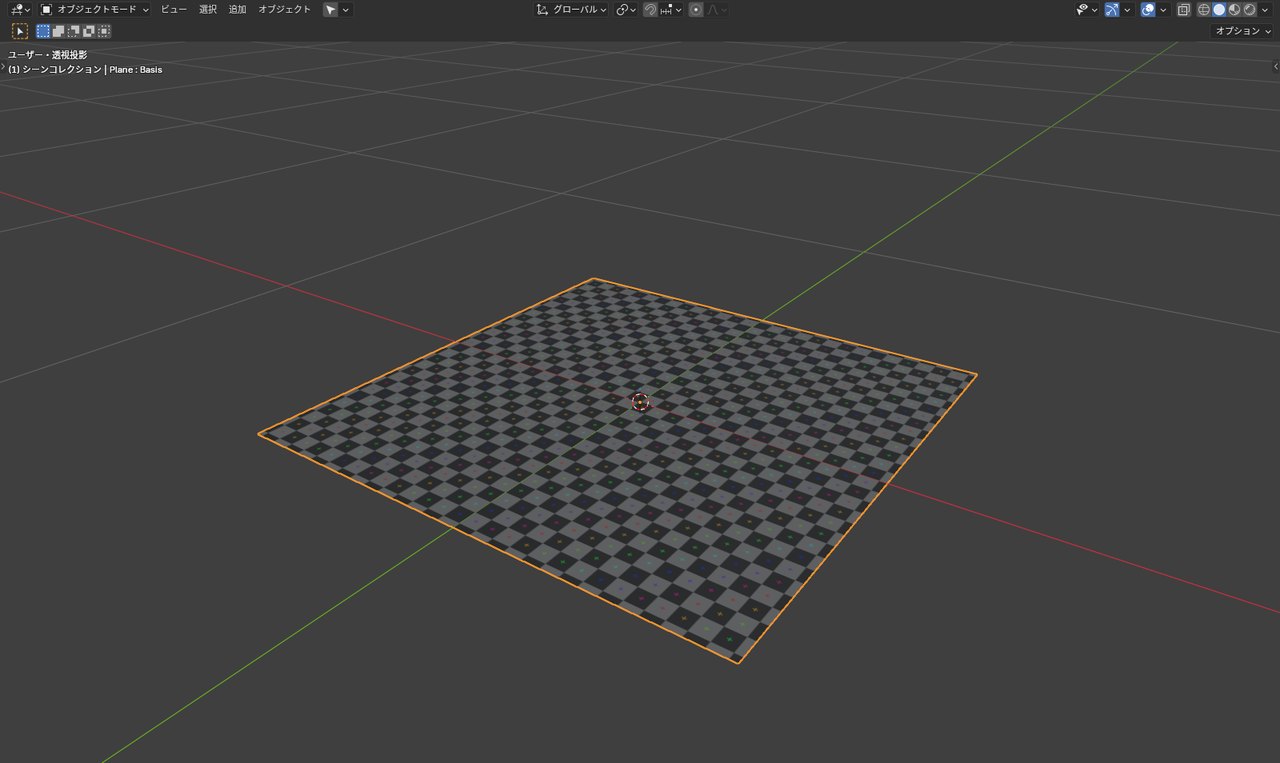 オブジェクトモード ビュー 選択 追加 オブジェクト グローバル
オプション
ユーザー・透視投影
(1) シーンコレクション | Plane : Basis